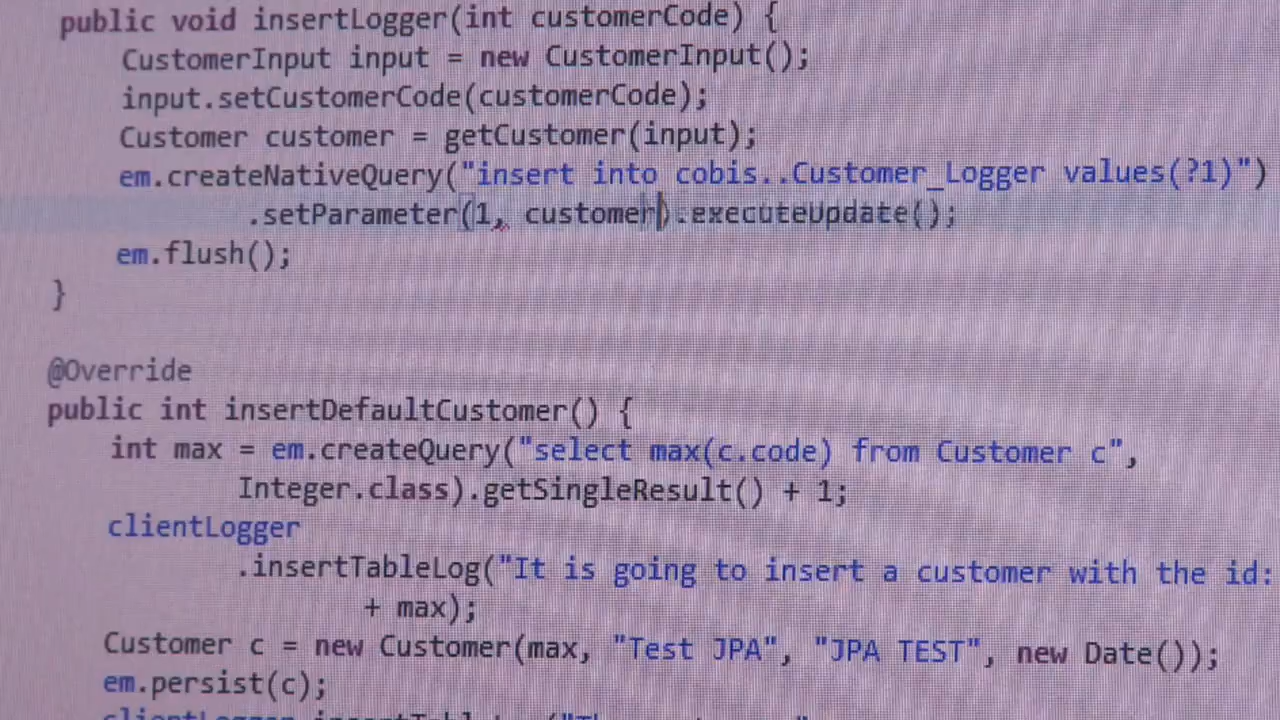 public void insertLogger(int customerCode) {
CustomerInput input = new CustomerInput();
input.setCustomerCode(customerCode);
Customer customer = getCustomer(input);
em.createNativeQuery("insert into cobis..Customer_Logger values(?1)")
.setParameter(1, customer).executeUpdate();
em.flush();
}
@Override
public int insertDefaultCustomer() {
int max = em.createQuery("select max(c.code) from Customer c",
Integer.class).getSingleResult() + 1;
clientLogger
.insertTableLog("It is going to insert a customer with the id:
+ max);
Customer c = new Customer(max, "Test JPA", "JPA TEST", new Date());
em.persist(c);